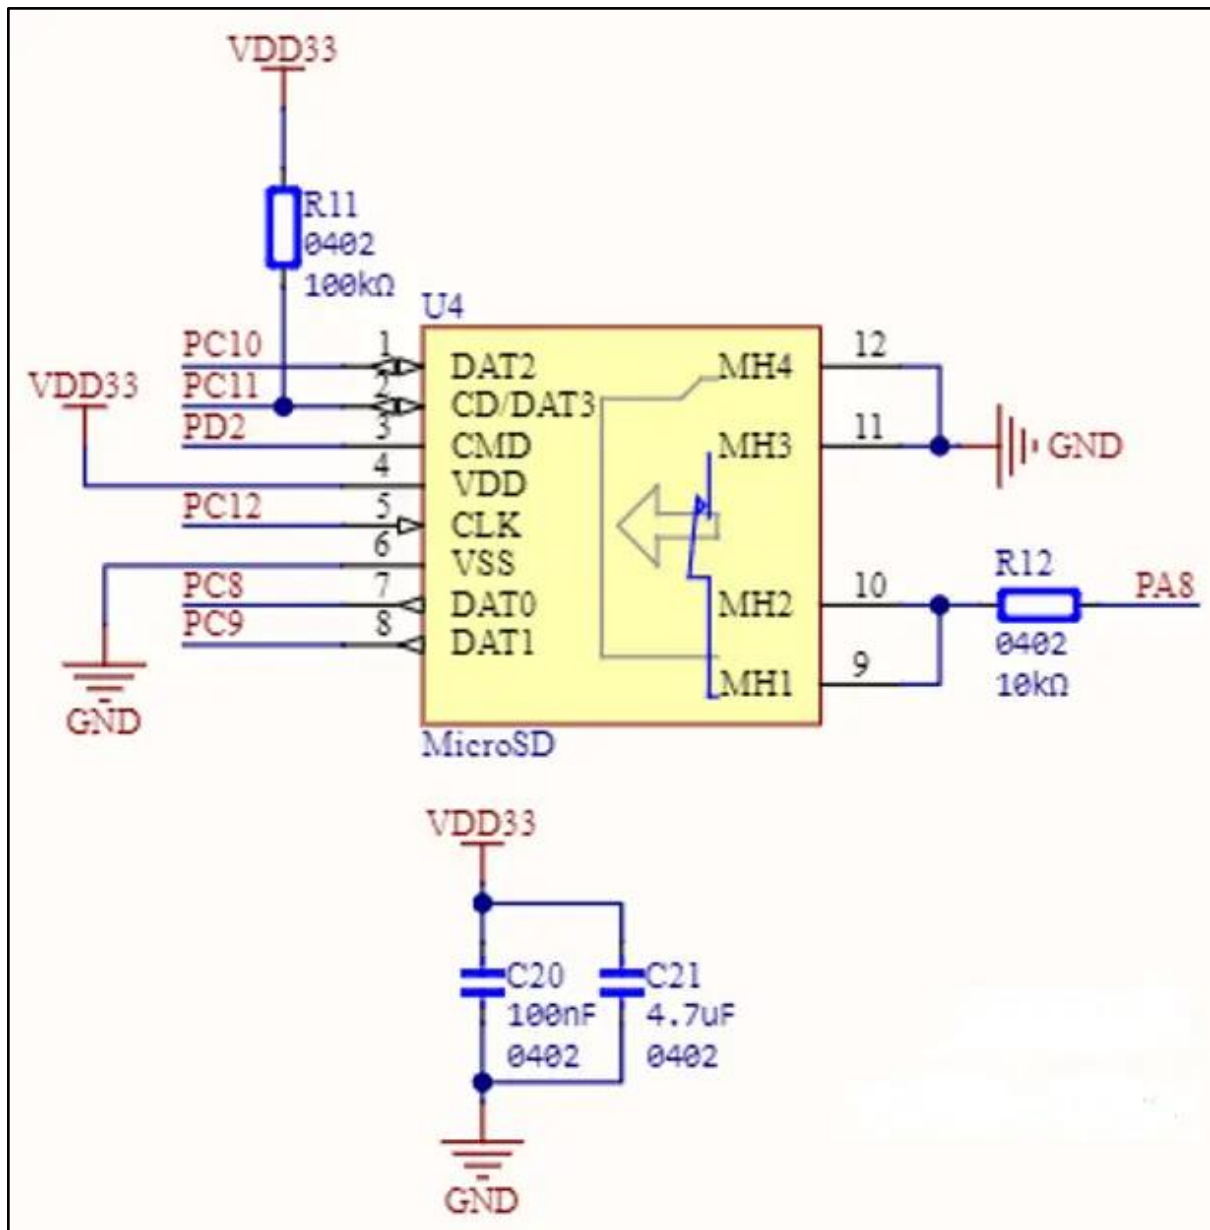 VDD33
R11
0402
100kΩ
U4
PC10 1 DAT2 MH4 12
VDD33
PC11 2 CD/DAT3
PD2 3 CMD MH3 11 GND
4 VDD
PC12 5 CLK
6 VSS R12
PC8 7 DAT0 MH2 10 PA8
PC9 8 DAT1 0402
MH1 9 10kΩ
GND
MicroSD
VDD33
C20 C21
100nF 4.7uF
0402 0402
GND